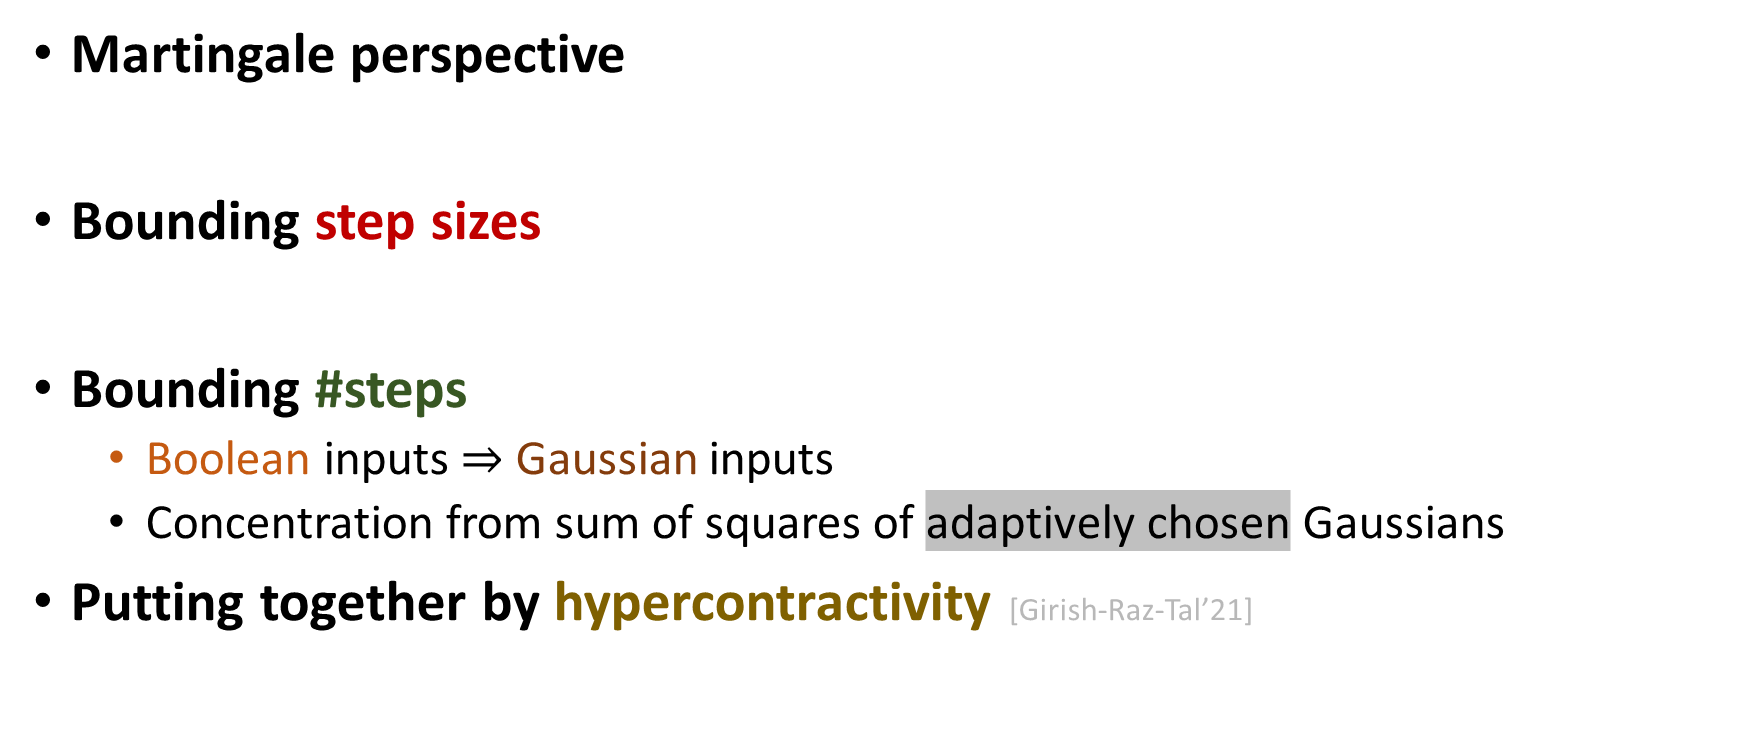 • Martingale perspective
• Bounding step sizes
• Bounding #steps
• Boolean inputs ⇒ Gaussian inputs
• Concentration from sum of squares of adaptively chosen Gaussians
• Putting together by hypercontractivity [Girish-Raz-Tal’21]